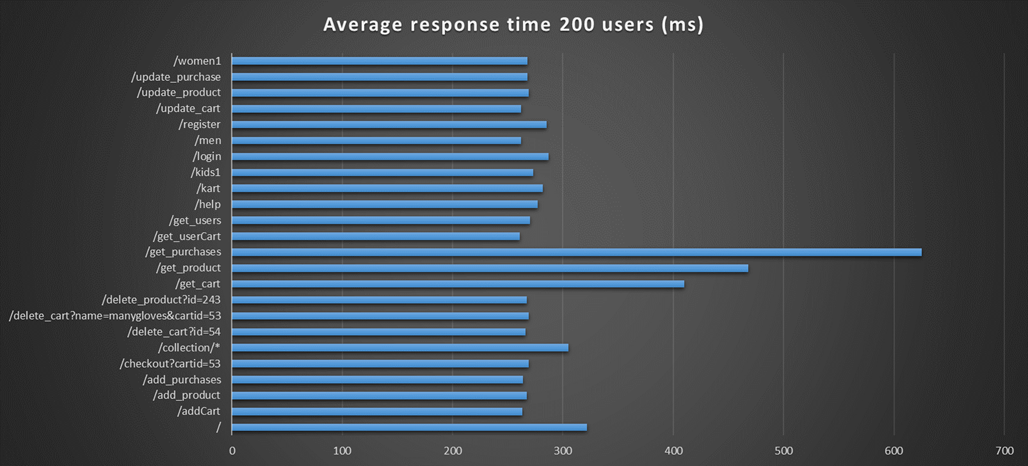 Average response time 200 users (ms)
/women1
/update_purchase
/update_product
/update_cart
/register
/men
/login
/kids1
/kart
/help
/get_users
/get_userCart
/get_purchases
/get_product
/get_cart
/delete_product?id=243
/delete_cart?name=manygloves&cartid=53
/delete_cart?id=54
/collection/*
/checkout?cartid=53
/add_purchases
/add_product
/addCart
/
0 100 200 300 400 500 600 700